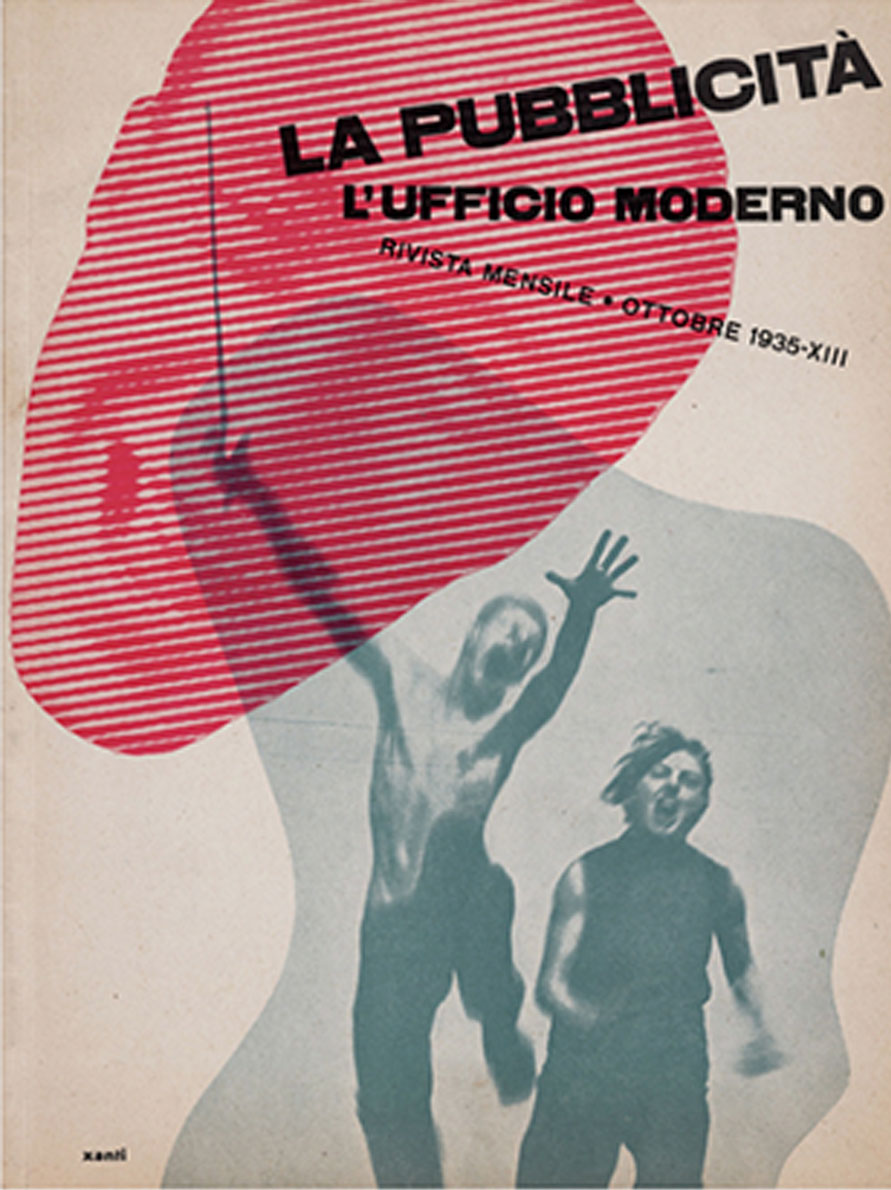 LA PUBBLICITÀ
L'UFFICIO MODERNO
RIVISTA MENSILE • OTTOBRE 1935-XIII
xanti